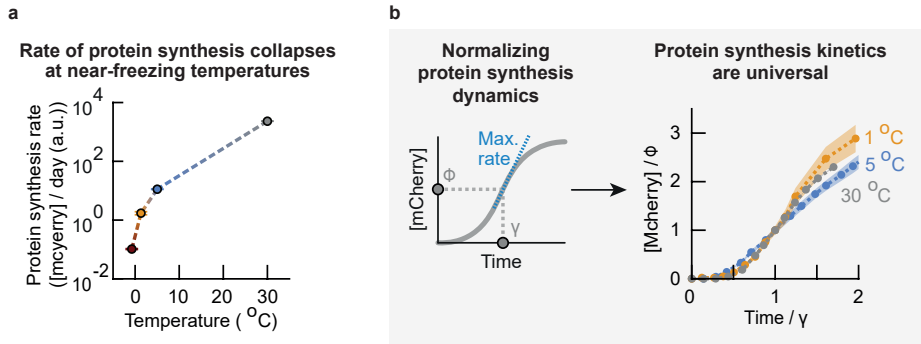 a
Rate of protein synthesis collapses
at near-freezing temperatures
Protein synthesis rate
([mcyerry] / day (a.u.))
10^4
10^2
10^0
10^-2
0
10
20
30
Temperature ( °C)
b
Normalizing
protein synthesis
dynamics
[mCherry]
Φ
Max.
rate
γ
Time
Protein synthesis kinetics
are universal
[Mcherry] / Φ
3
2
1
0
1 °C
5 °C
30 °C
0
1
2
Time / γ